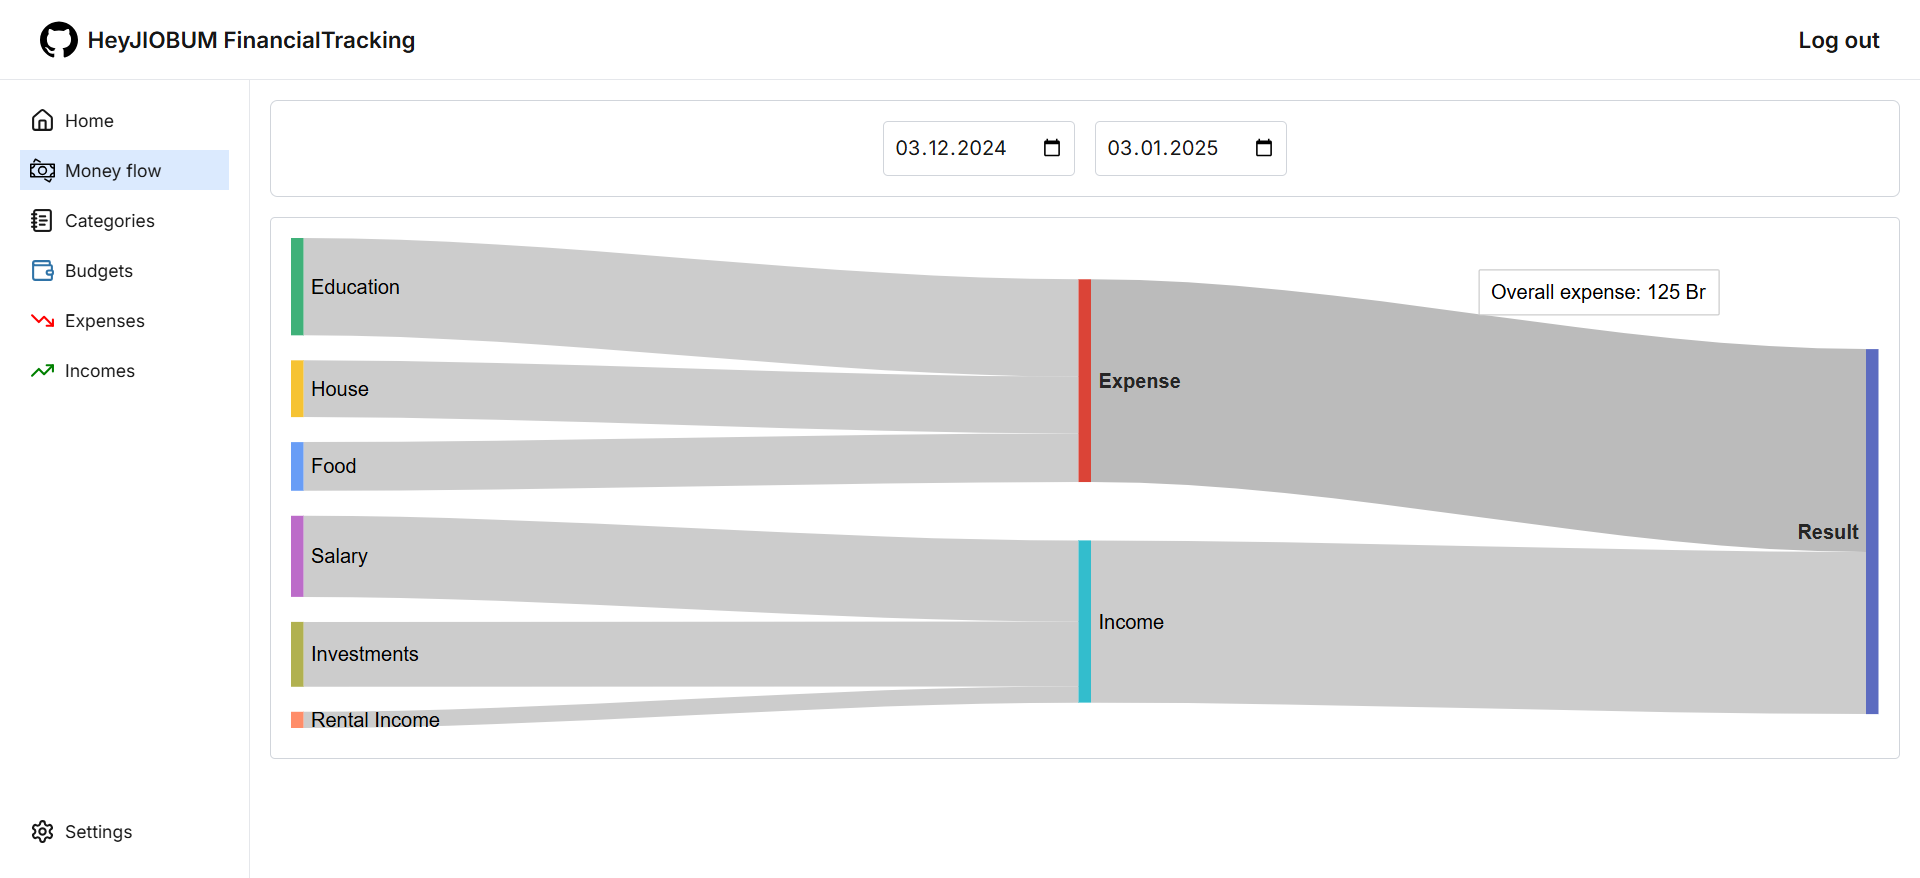 HeyJIOBUM FinancialTracking
Log out
Home
Money flow
Categories
Budgets
Expenses
Incomes
Settings
03.12.2024
03.01.2025
Education
House
Food
Salary
Investments
Rental Income
Expense
Income
Overall expense: 125 Br
Result